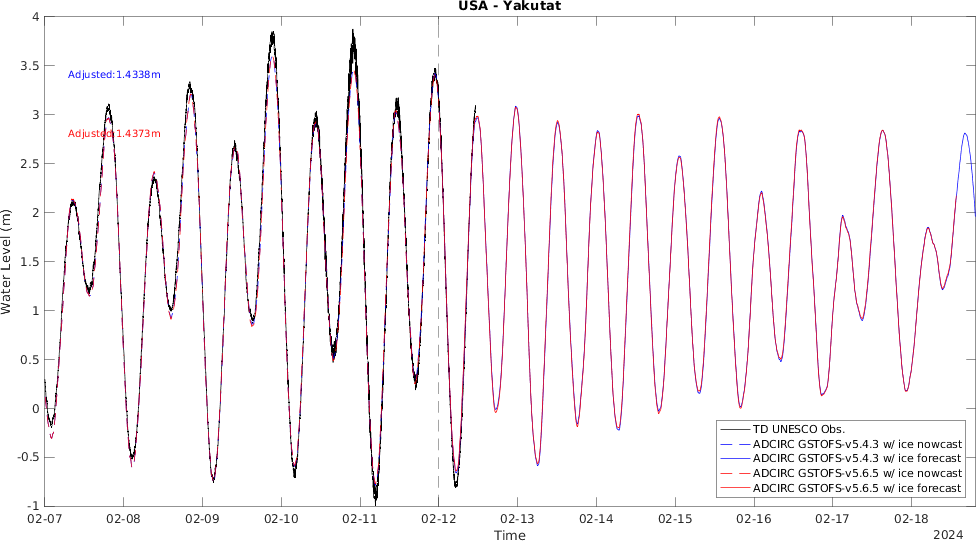 USA - Yakutat
Water Level (m)
4
3.5
3
2.5
2
1.5
1
0.5
0
-0.5
-1
Adjusted:1.4338m
Adjusted:1.4373m
TD UNESCO Obs.
ADCIRC GSTOFS-v5.4.3 w/ ice nowcast
ADCIRC GSTOFS-v5.4.3 w/ ice forecast
ADCIRC GSTOFS-v5.6.5 w/ ice nowcast
ADCIRC GSTOFS-v5.6.5 w/ ice forecast
02-07 02-08 02-09 02-10 02-11 02-12 02-13 02-14 02-15 02-16 02-17 02-18
Time
2024